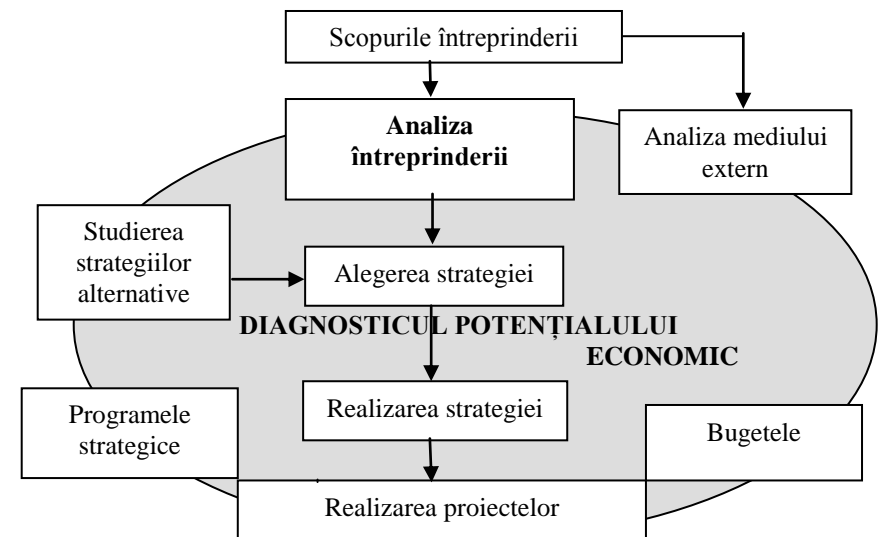 Scopurile întreprinderii
Analiza
întreprinderii
Analiza mediului
extern
Studierea
strategiilor
alternative
Alegerea strategiei
DIAGNOSTICUL POTENȚIALULUI
ECONOMIC
Programele
strategice
Realizarea strategiei
Bugetele
Realizarea proiectelor